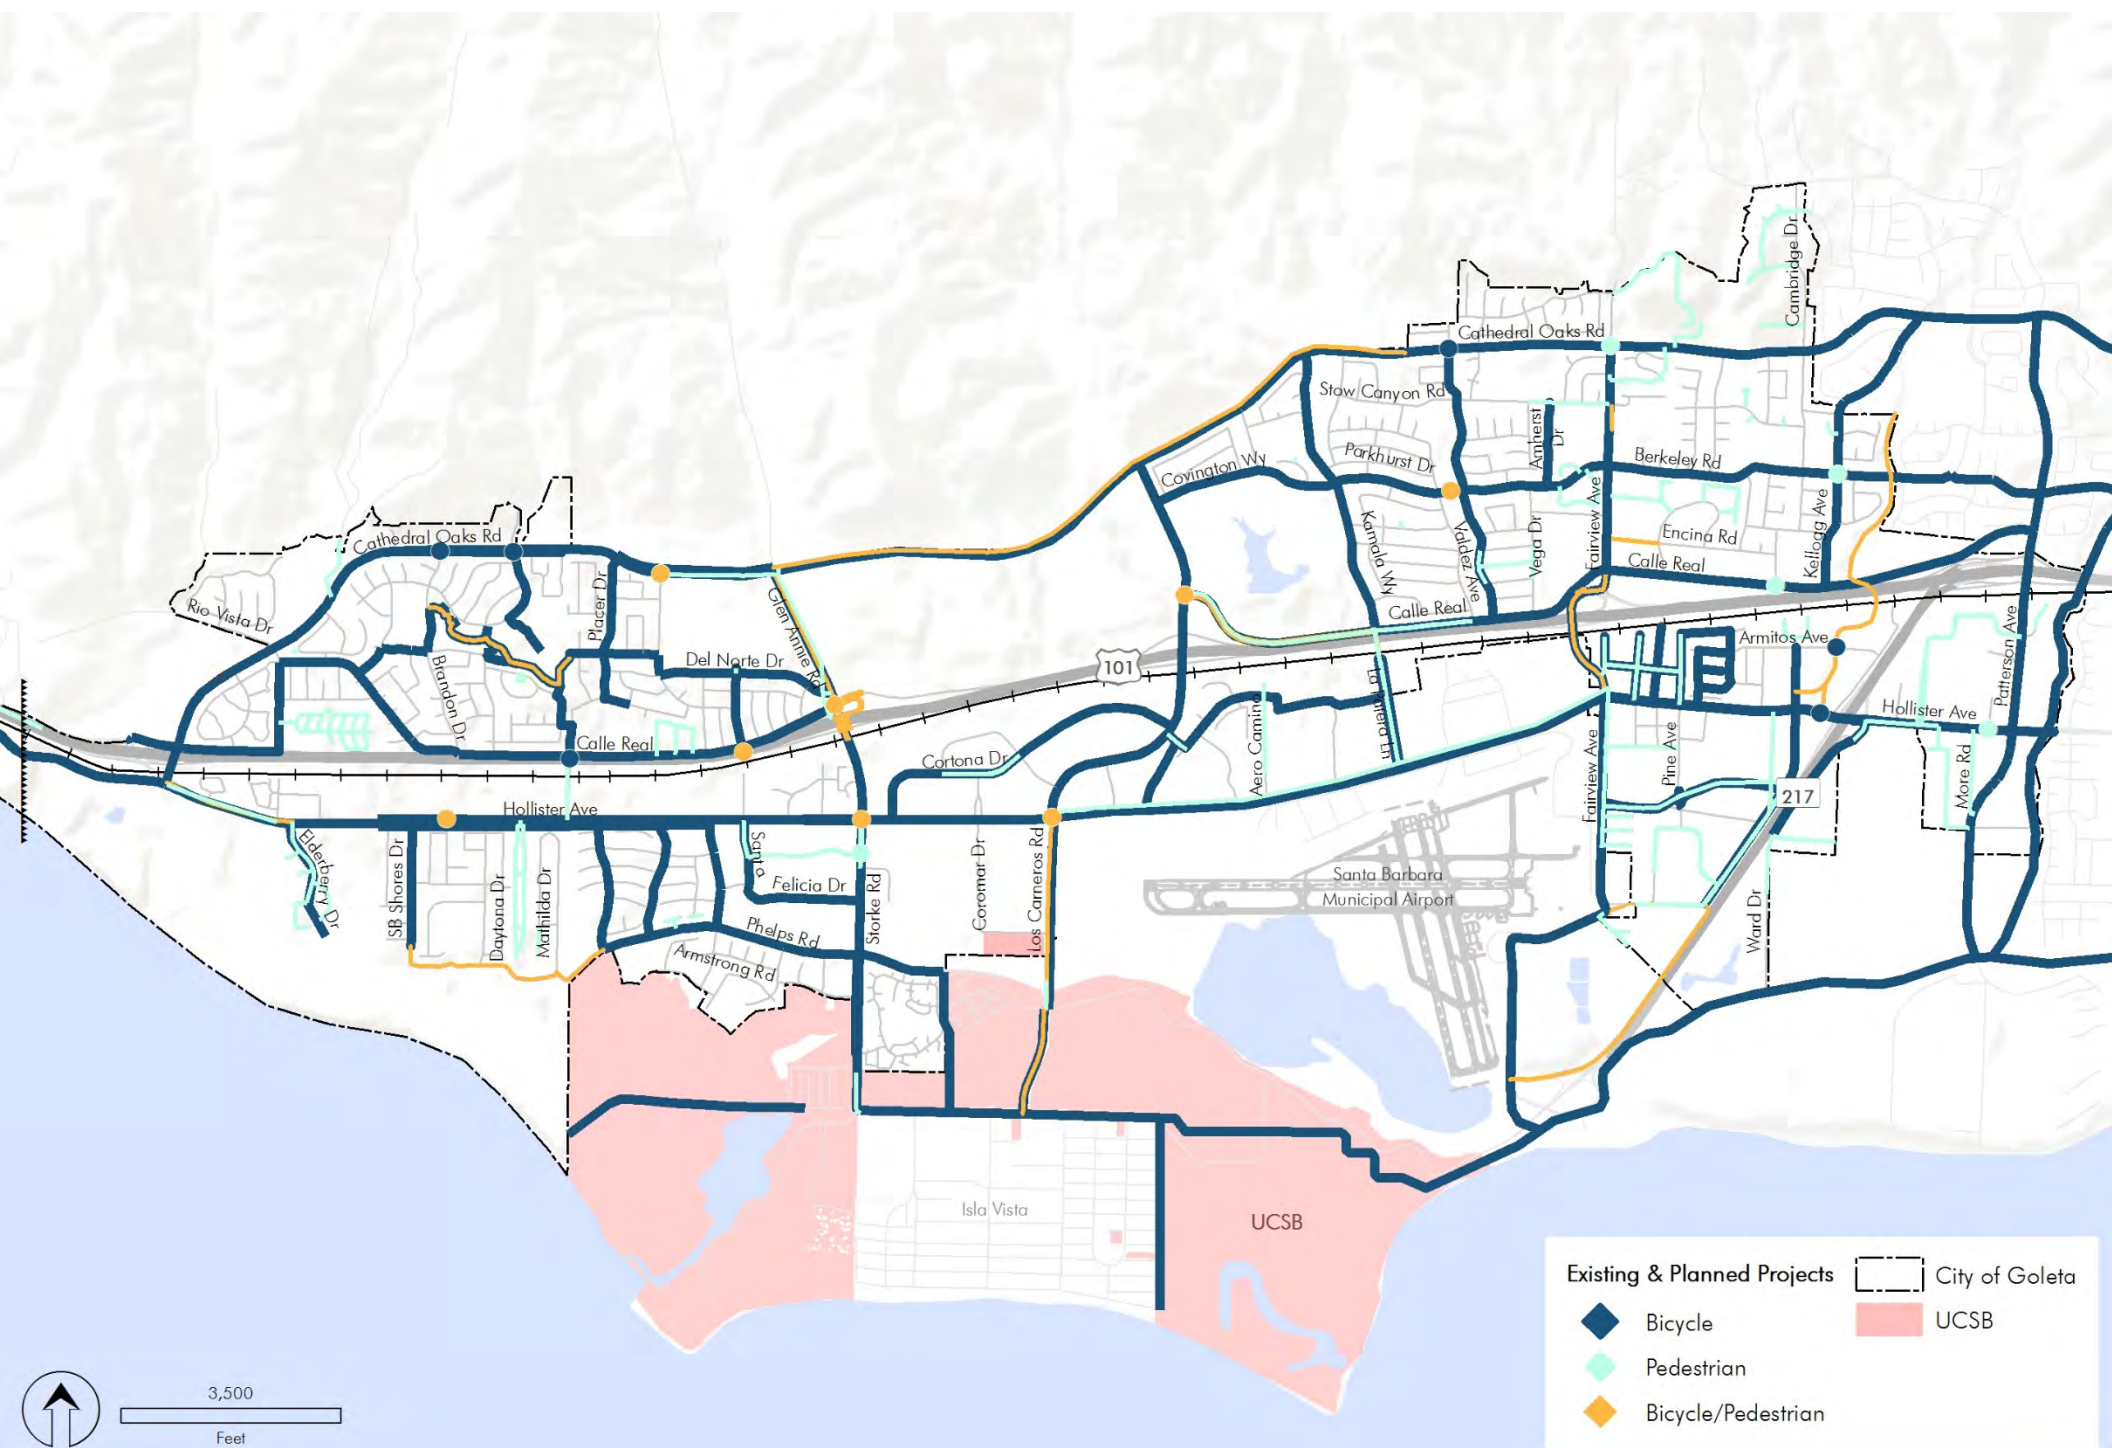 Cambridge Dr
Cathedral Oaks Rd
Stow Canyon Rd
Amherst
Dr
Parkhurst Dr
Berkeley Rd
Covington Wy
Kamala Wy
Valdez Ave
Vega Dr
Fairview Ave
Encina Rd
Kellogg Ave
Calle Real
Cathedral Oaks Rd
Placer Dr
Rio Vista Dr
Glen Annie Rd
Calle Real
Armitos Ave
Patterson Ave
Del Norte Dr
101
Brandon Dr
La Patera Ln
Aero Camino
Hollister Ave
Calle Real
Cortona Dr
Fairview Ave
Pine Ave
More Rd
217
Hollister Ave
Elderberry Dr
SB Shores Dr
Daytona Dr
Mathilda Dr
Santa
Felicia Dr
Storke Rd
Coromar Dr
Los Carneros Rd
Santa Barbara
Municipal Airport
Ward Dr
Phelps Rd
Armstrong Rd
Isla Vista
UCSB
Existing & Planned Projects
City of Goleta
Bicycle
UCSB
Pedestrian
Bicycle/Pedestrian
3,500
Feet